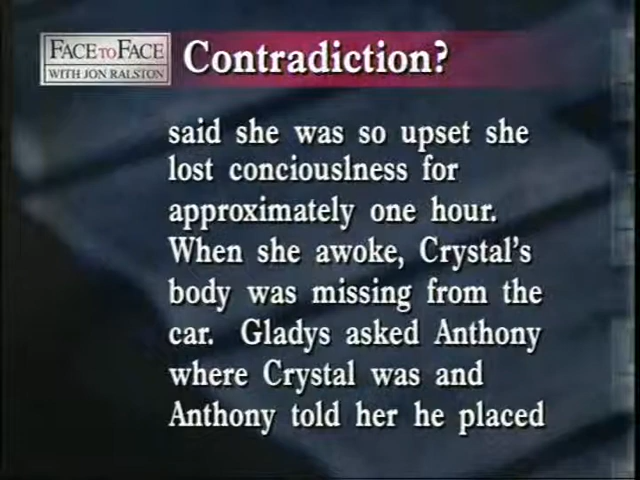 FACE TO FACE
WITH JON RALSTON
Contradiction?
said she was so upset she
lost conciouslness for
approximately one hour.
When she awoke, Crystal's
body was missing from the
car. Gladys asked Anthony
where Crystal was and
Anthony told her he placed